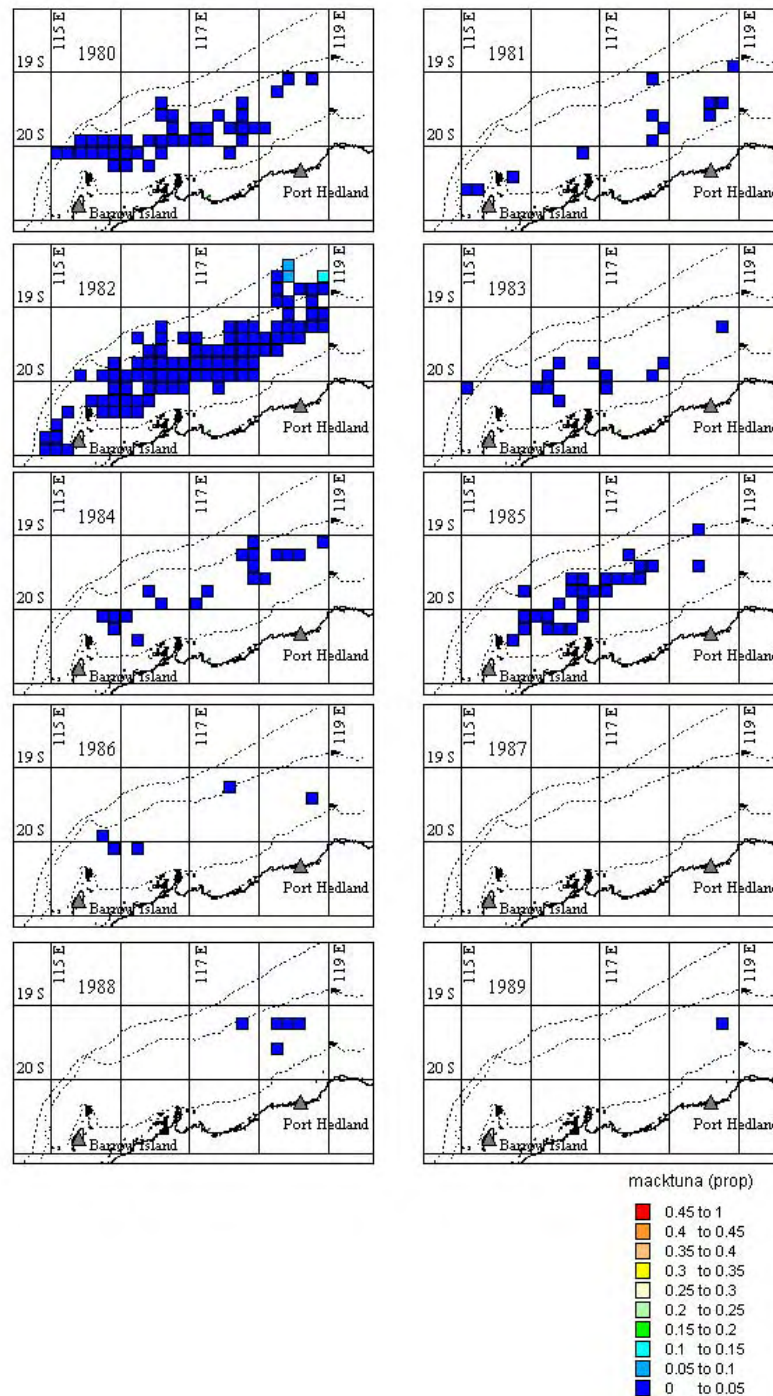 115 E
117 E
119 E
1980
19 S
20 S
Port Hedland
Barrow Island
115 E
117 E
119 E
1981
19 S
20 S
Port Hedland
Barrow Island
115 E
117 E
119 E
1982
19 S
20 S
Port Hedland
Barrow Island
115 E
117 E
119 E
1983
19 S
20 S
Port Hedland
Barrow Island
115 E
117 E
119 E
1984
19 S
20 S
Port Hedland
Barrow Island
115 E
117 E
119 E
1985
19 S
20 S
Port Hedland
Barrow Island
115 E
117 E
119 E
1986
19 S
20 S
Port Hedland
Barrow Island
115 E
117 E
119 E
1987
19 S
20 S
Port Hedland
Barrow Island
115 E
117 E
119 E
1988
19 S
20 S
Port Hedland
Barrow Island
115 E
117 E
119 E
1989
19 S
20 S
Port Hedland
Barrow Island
macktuna (prop)
0.45 to 1
0.4 to 0.45
0.35 to 0.4
0.3 to 0.35
0.25 to 0.3
0.2 to 0.25
0.15 to 0.2
0.1 to 0.15
0.05 to 0.1
0 to 0.05